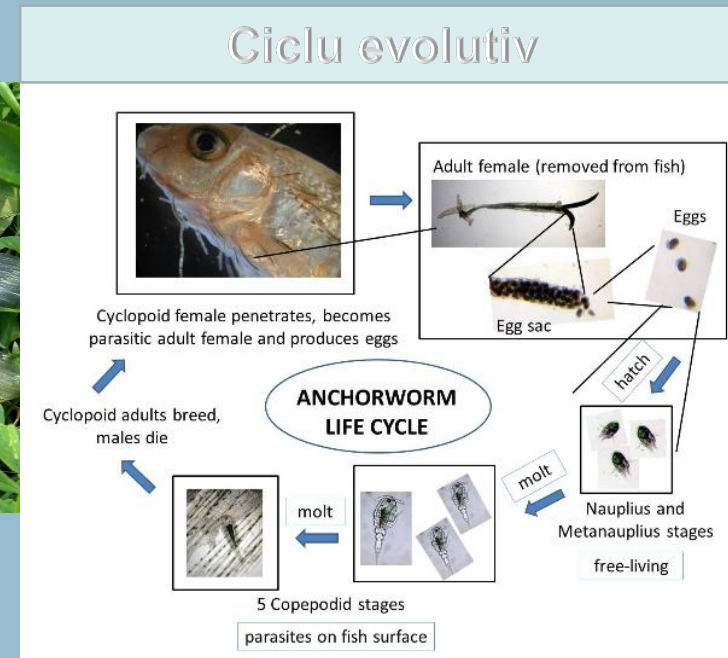 Ciclu evolutiv
Adult female (removed from fish)
Eggs
Egg sac
Cyclopoid female penetrates, becomes
parasitic adult female and produces eggs
hatch
ANCHORWORM
LIFE CYCLE
Cyclopoid adults breed,
males die
molt
molt
Nauplius and
Metanauplius stages
free-living
5 Copepodid stages
parasites on fish surface